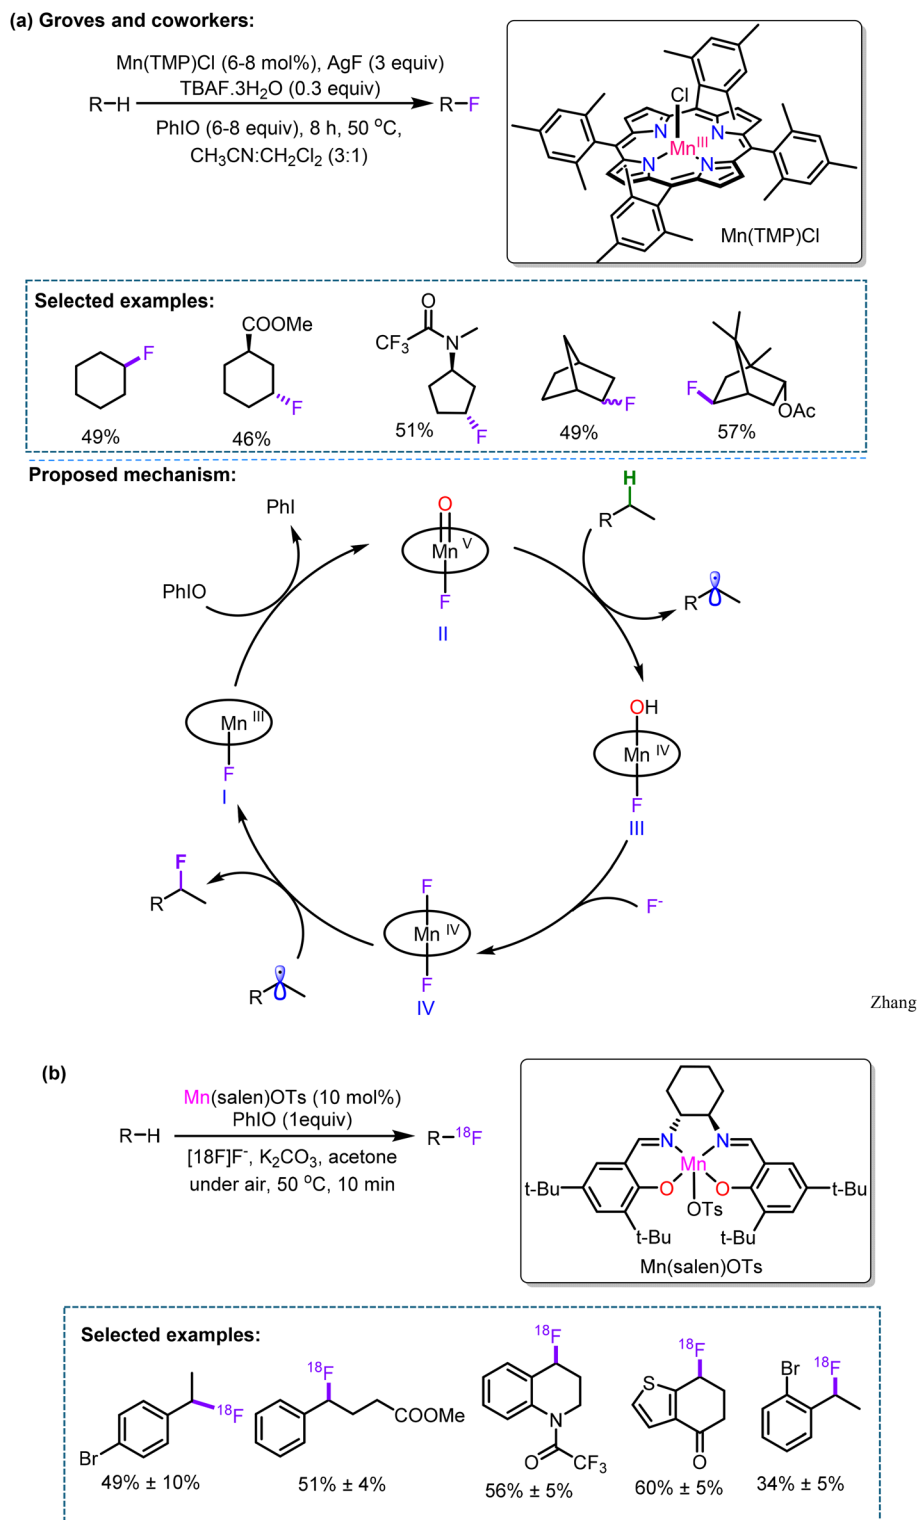 (a) Groves and coworkers:
Mn(TMP)Cl (6-8 mol%), AgF (3 equiv)
TBAF.3H₂O (0.3 equiv)
R-H
R-F
PhIO (6-8 equiv), 8 h, 50 °C,
CH₃CN:CH₂Cl₂ (3:1)
Cl
N
N
Mnᴵᴵᴵ
N
N
Mn(TMP)Cl
Selected examples:
F
49%
COOMe
F
46%
O
CF₃
N
F
51%
F
49%
F
OAc
57%
Proposed mechanism:
PhI
PhIO
O
Mn V
F
II
H
R
R
OH
Mn IV
F
III
Mn III
F
I
F
R
R
F
Mn IV
F
IV
F⁻
Zhang
(b)
Mn(salen)OTs (10 mol%)
PhIO (1equiv)
R-H
R-¹⁸F
[18F]F⁻, K₂CO₃, acetone
under air, 50 °C, 10 min
N
N
Mn
O
O
OTs
t-Bu
t-Bu
t-Bu
t-Bu
Mn(salen)OTs
Selected examples:
¹⁸F
Br
49% ± 10%
¹⁸F
COOMe
51% ± 4%
¹⁸F
N
O
CF₃
56% ± 5%
¹⁸F
S
O
60% ± 5%
Br
¹⁸F
34% ± 5%